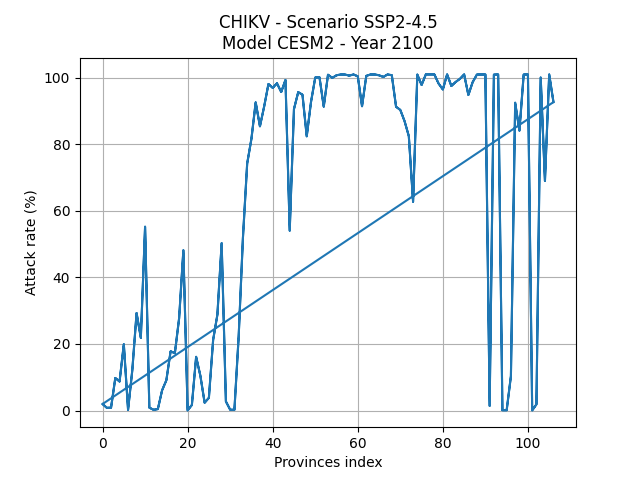 CHIKV - Scenario SSP2-4.5
Model CESM2 - Year 2100
100
80
60
40
20
0
Attack rate (%)
0 20 40 60 80 100
Provinces index